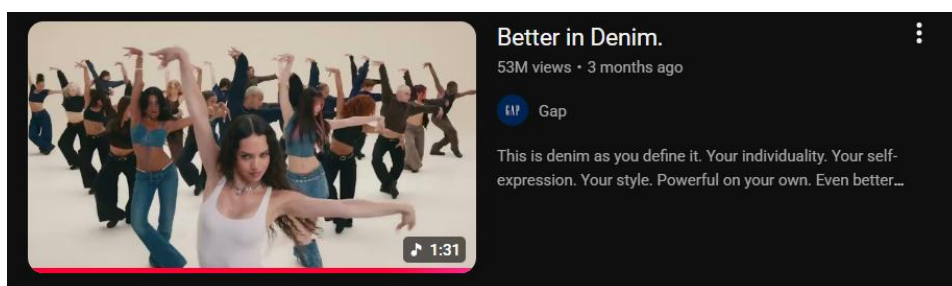 Better in Denim.
53M views • 3 months ago
GAP
Gap
This is denim as you define it. Your individuality. Your self-
expression. Your style. Powerful on your own. Even better...
1:31